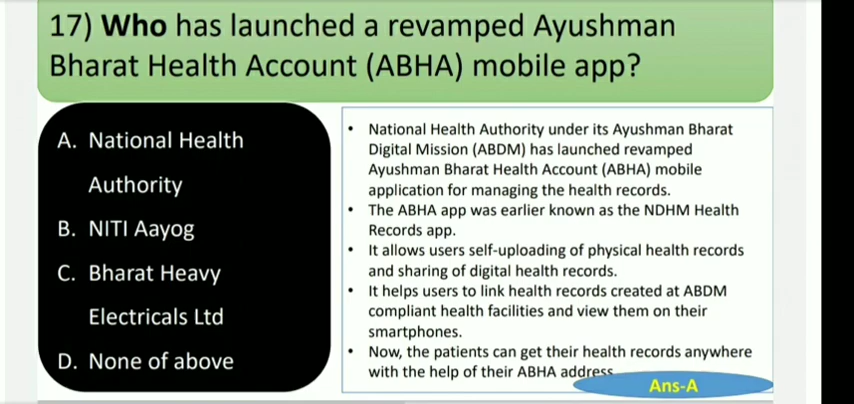 17) Who has launched a revamped Ayushman
Bharat Health Account (ABHA) mobile app?
A. National Health
Authority
B. NITI Aayog
C. Bharat Heavy
Electricals Ltd
D. None of above
• National Health Authority under its Ayushman Bharat
Digital Mission (ABDM) has launched revamped
Ayushman Bharat Health Account (ABHA) mobile
application for managing the health records.
• The ABHA app was earlier known as the NDHM Health
Records app.
• It allows users self-uploading of physical health records
and sharing of digital health records.
• It helps users to link health records created at ABDM
compliant health facilities and view them on their
smartphones.
• Now, the patients can get their health records anywhere
with the help of their ABHA address
Ans-A